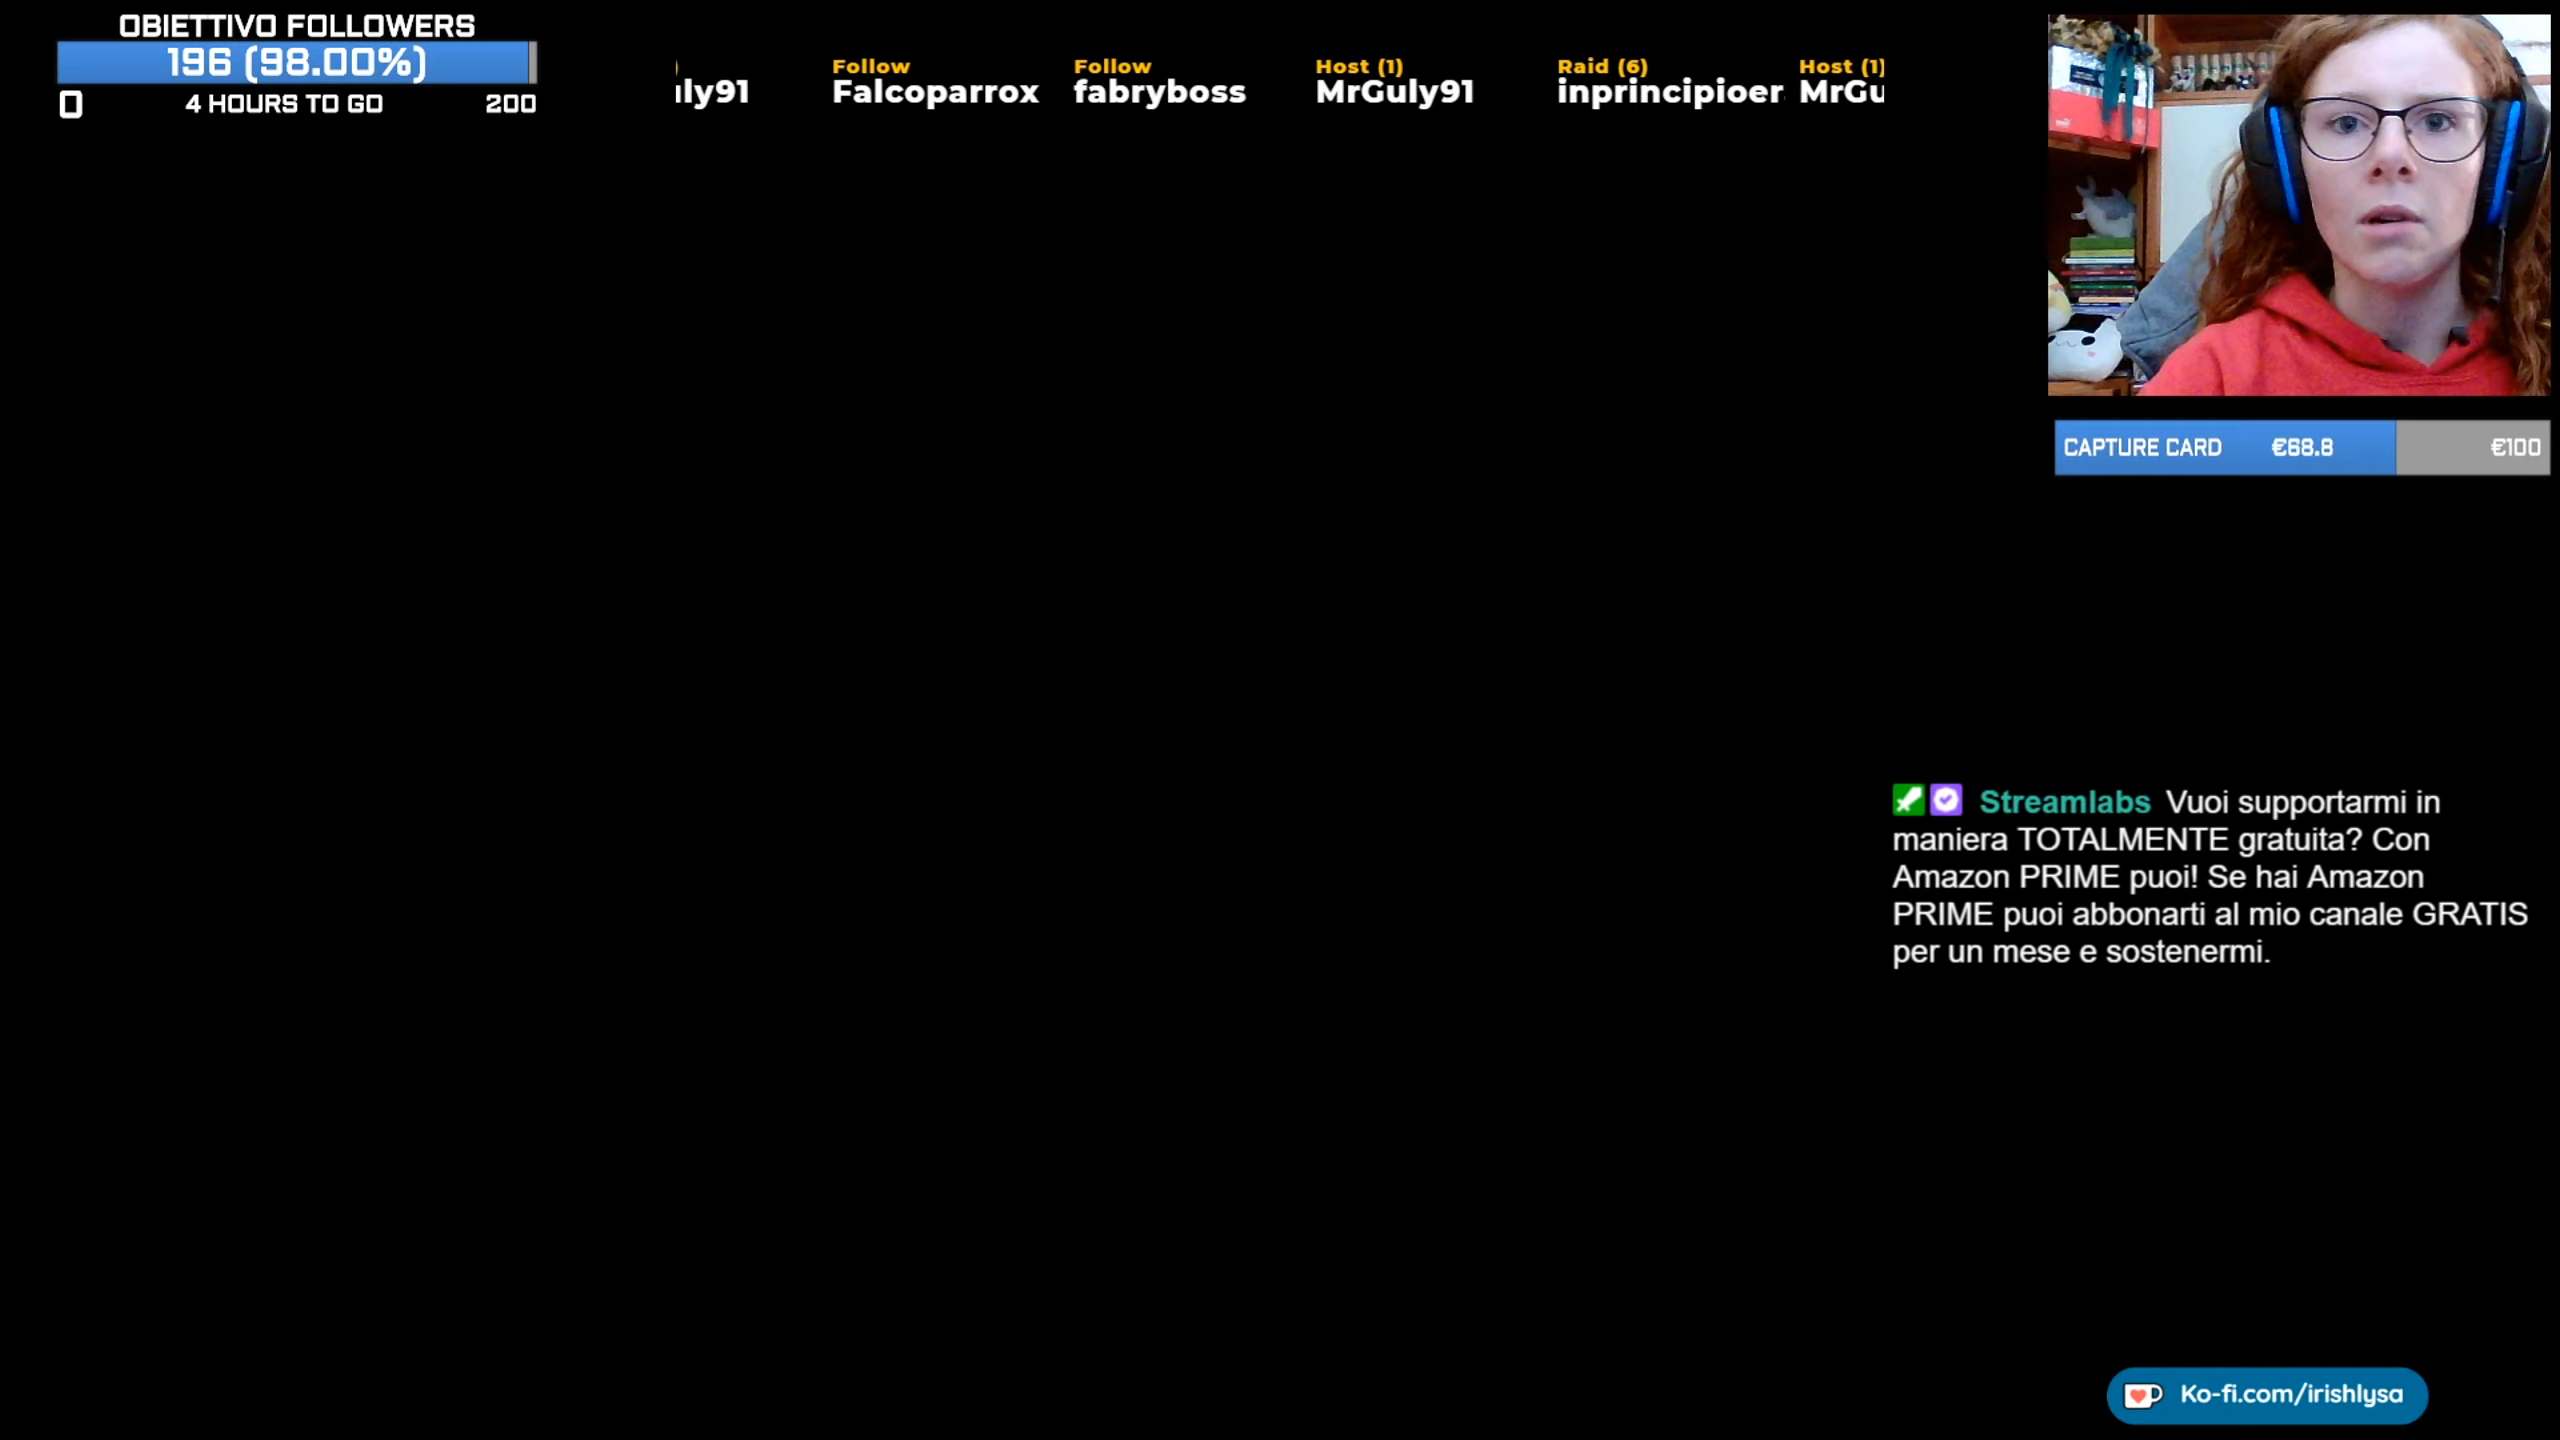 OBIETTIVO FOLLOWERS
196 (98.00%)
0 4 HOURS TO GO 200
Follow
Falcoparrox
Follow
fabryboss
Host (1)
MrGuly91
Raid (6)
inprincipioer
Host (1)
MrGu
CAPTURE CARD €68.8 €100
Streamlabs Vuoi supportarmi in
maniera TOTALMENTE gratuita? Con
Amazon PRIME puoi! Se hai Amazon
PRIME puoi abbonarti al mio canale GRATIS
per un mese e sostenermi.
Ko-fi.com/irishlysa